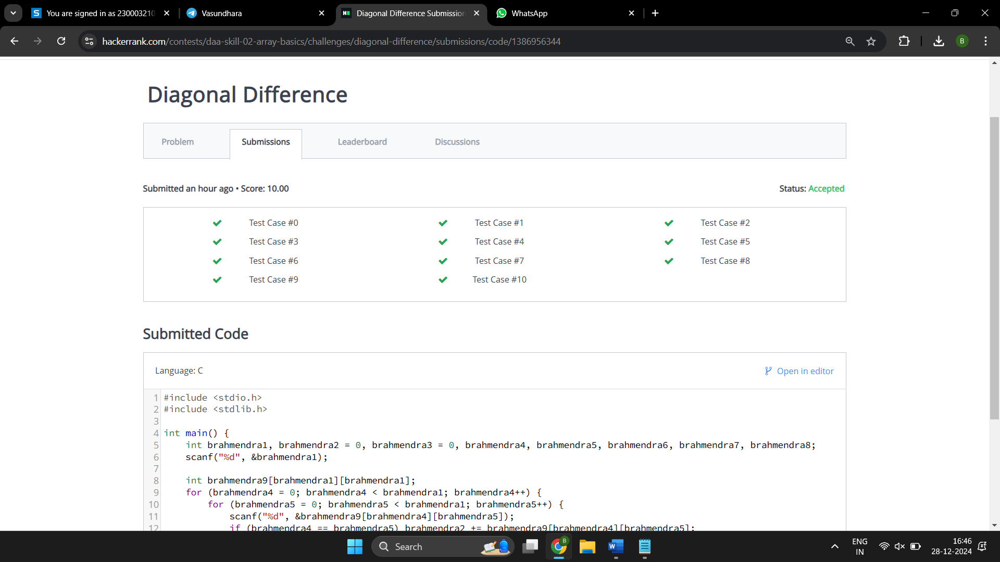 You are signed in as 230003210
Vasundhara
Diagonal Difference Submission
WhatsApp
hackerrank.com/contests/daa-skill-02-array-basics/challenges/diagonal-difference/submissions/code/1386956344
B
Diagonal Difference
Problem
Submissions
Leaderboard
Discussions
Submitted an hour ago • Score: 10.00
Status: Accepted
Test Case #0
Test Case #1
Test Case #2
Test Case #3
Test Case #4
Test Case #5
Test Case #6
Test Case #7
Test Case #8
Test Case #9
Test Case #10
Submitted Code
Language: C
Open in editor
1 #include <stdio.h>
2 #include <stdlib.h>
3
4 int main() {
5 int brahmendra1, brahmendra2 = 0, brahmendra3 = 0, brahmendra4, brahmendra5, brahmendra6, brahmendra7, brahmendra8;
6 scanf("%d", &brahmendra1);
7
8 int brahmendra9[brahmendra1][brahmendra1];
9 for (brahmendra4 = 0; brahmendra4 < brahmendra1; brahmendra4++) {
10 for (brahmendra5 = 0; brahmendra5 < brahmendra1; brahmendra5++) {
11 scanf("%d", &brahmendra9[brahmendra4][brahmendra5]);
12 if (brahmendra4 == brahmendra5) brahmendra2 += brahmendra9[brahmendra4][brahmendra5];
Search
ENG
IN
16:46
28-12-2024